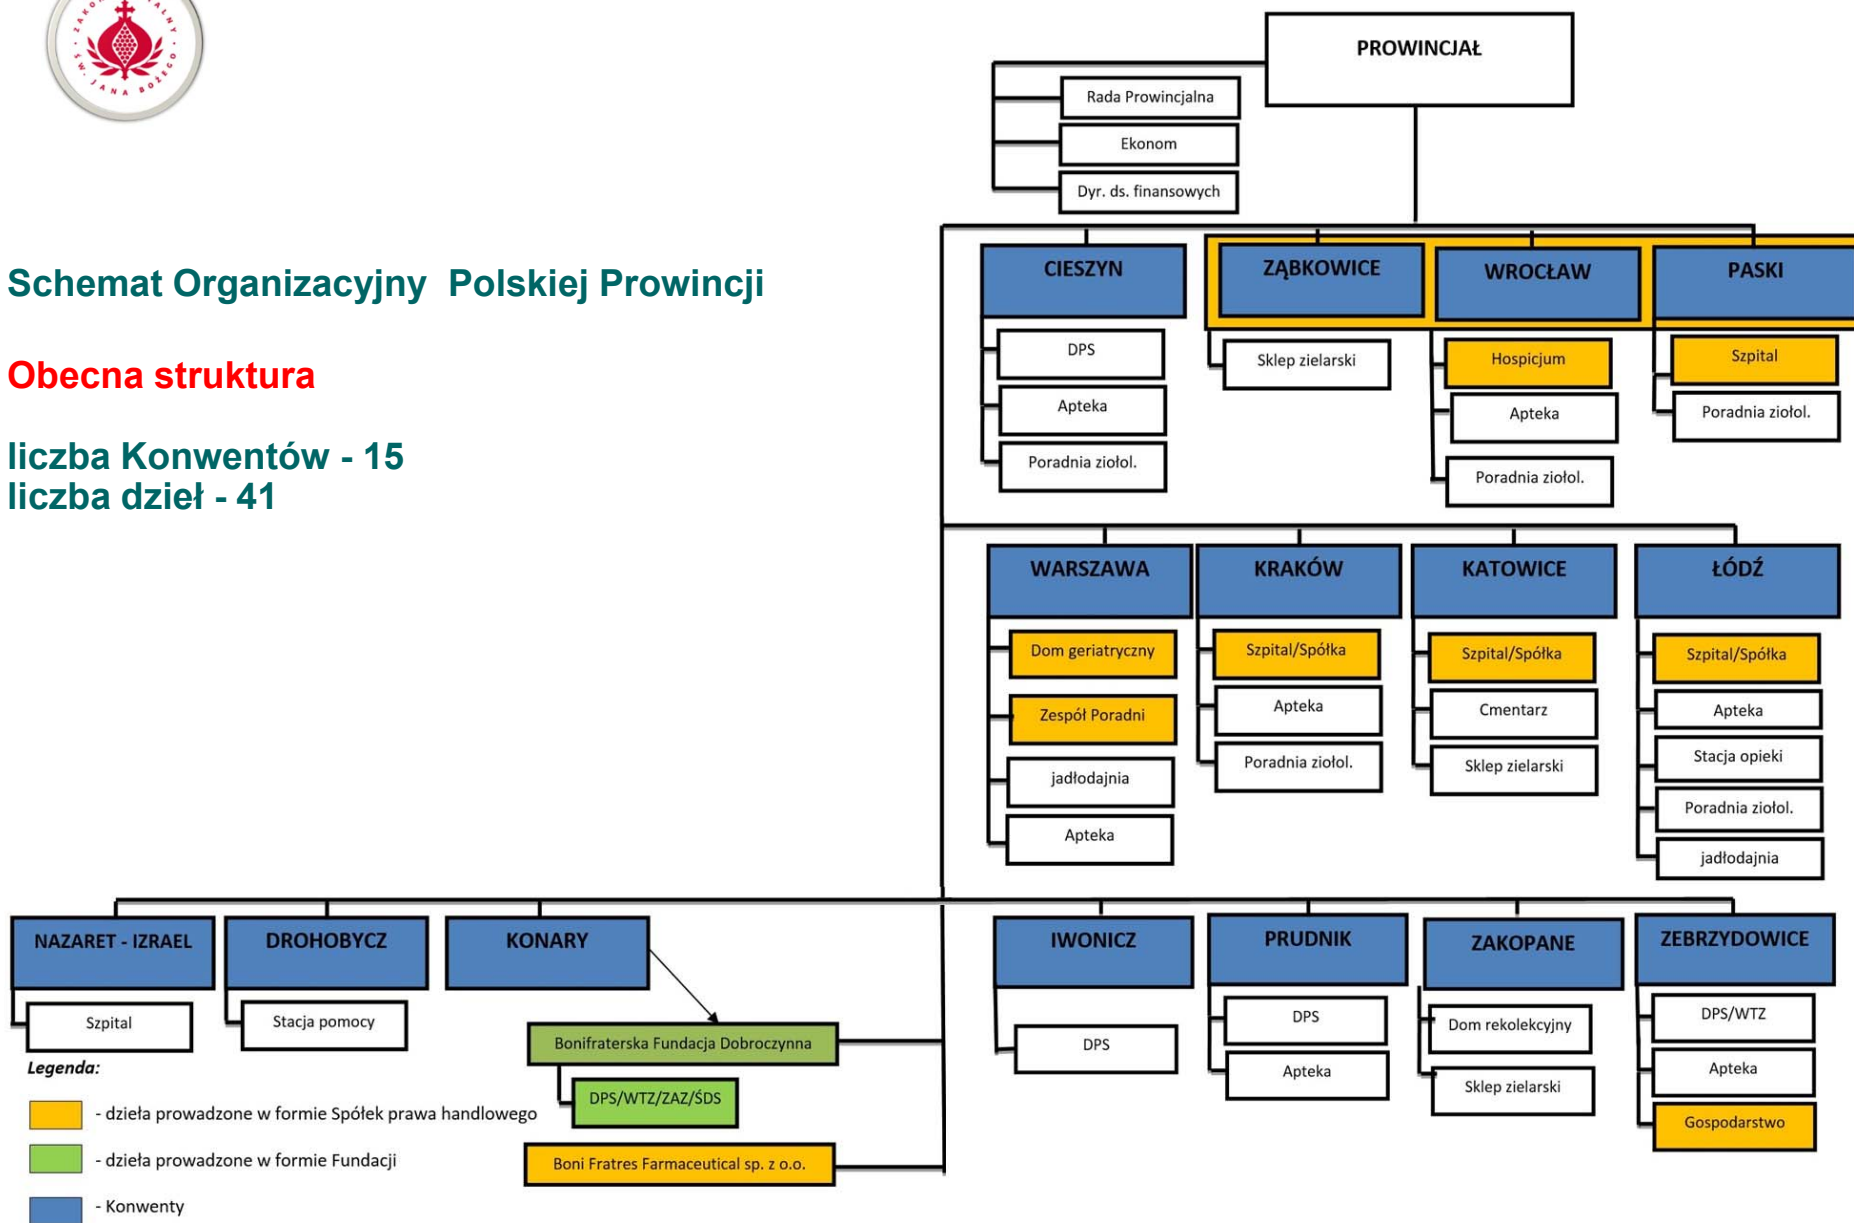 ZAKON SZPITALNY
ŚW. JANA BOŻEGO
PROWINCJAŁ
Rada Prowincjalna
Ekonom
Dyr. ds. finansowych
Schemat Organizacyjny Polskiej Prowincji
Obecna struktura
liczba Konwentów - 15
liczba dzieł - 41
CIESZYN
ZĄBKOWICE
WROCŁAW
PASKI
DPS
Apteka
Poradnia ziołol.
Sklep zielarski
Hospicjum
Apteka
Poradnia ziołol.
Szpital
Poradnia ziołol.
WARSZAWA
KRAKÓW
KATOWICE
ŁÓDŹ
Dom geriatryczny
Zespół Poradni
jadłodajnia
Apteka
Szpital/Spółka
Apteka
Poradnia ziołol.
Szpital/Spółka
Cmentarz
Sklep zielarski
Szpital/Spółka
Apteka
Stacja opieki
Poradnia ziołol.
jadłodajnia
NAZARET - IZRAEL
DROHOBYCZ
KONARY
IWONICZ
PRUDNIK
ZAKOPANE
ZEBRZYDOWICE
Szpital
Stacja pomocy
Bonifraterska Fundacja Dobroczynna
DPS/WTZ/ZAZ/ŚDS
Boni Fratres Farmaceutical sp. z o.o.
DPS
DPS
Apteka
Dom rekolekcyjny
Sklep zielarski
DPS/WTZ
Apteka
Gospodarstwo
Legenda:
- dzieła prowadzone w formie Spółek prawa handlowego
- dzieła prowadzone w formie Fundacji
- Konwenty